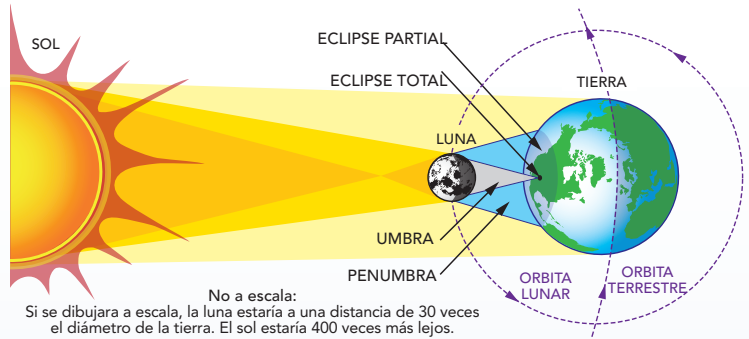 SOL
ECLIPSE PARTIAL
ECLIPSE TOTAL
TIERRA
LUNA
UMBRA
PENUMBRA
ORBITA
LUNAR
ORBITA
TERRESTRE
No a escala:
Si se dibujara a escala, la luna estaría a una distancia de 30 veces
el diámetro de la tierra. El sol estaría 400 veces más lejos.